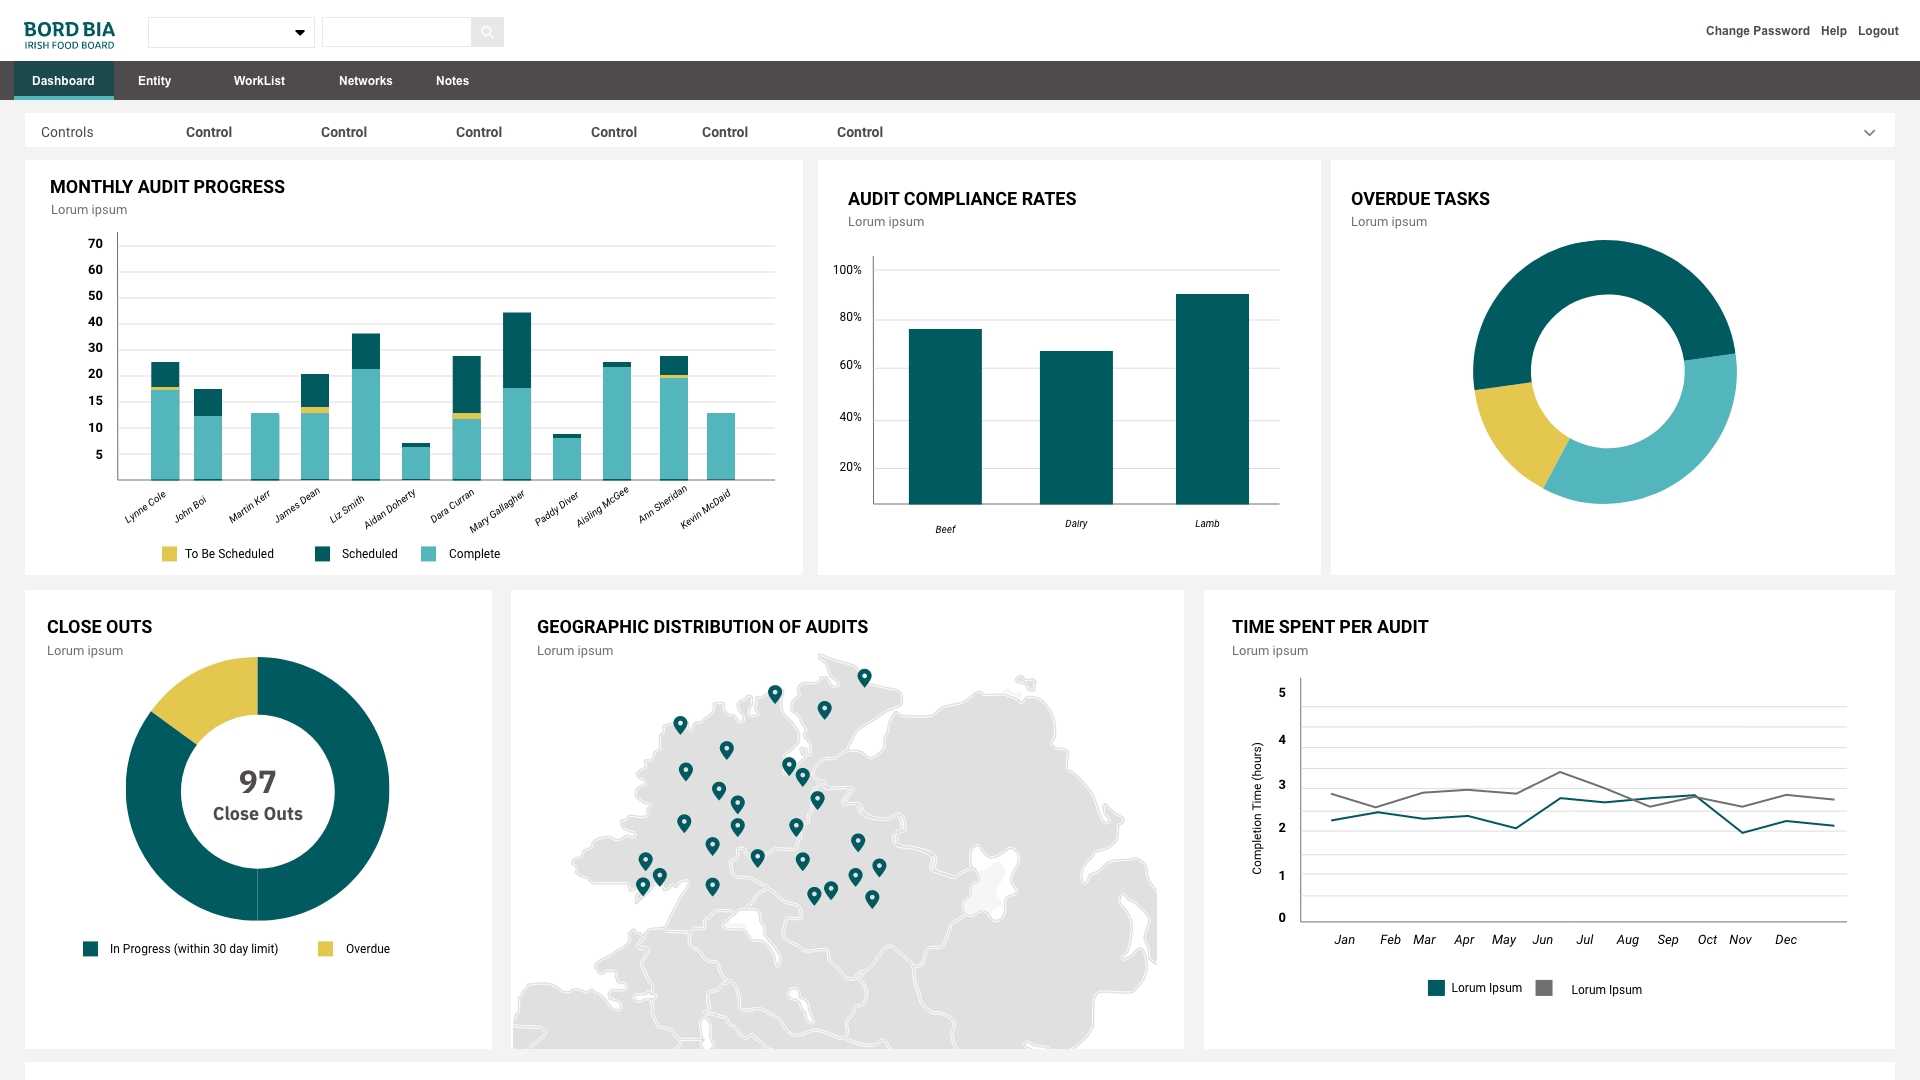 BORD BIA
IRISH FOOD BOARD
Change Password Help Logout
Dashboard Entity WorkList Networks Notes
Controls Control Control Control Control Control Control
MONTHLY AUDIT PROGRESS
Lorum ipsum
70
60
50
40
30
20
15
10
5
Lynne Cole
John Boi
Martin Kerr
James Dean
Liz Smith
Aidan Doherty
Dara Curran
Mary Gallagher
Paddy Diver
Aisling McGee
Ann Sheridan
Kevin McDaid
To Be Scheduled Scheduled Complete
AUDIT COMPLIANCE RATES
Lorum ipsum
100%
80%
60%
40%
20%
Beef Dairy Lamb
OVERDUE TASKS
Lorum ipsum
CLOSE OUTS
Lorum ipsum
97
Close Outs
In Progress (within 30 day limit) Overdue
GEOGRAPHIC DISTRIBUTION OF AUDITS
Lorum ipsum
TIME SPENT PER AUDIT
Lorum ipsum
Completion Time (hours)
5
4
3
2
1
0
Jan Feb Mar Apr May Jun Jul Aug Sep Oct Nov Dec
Lorum Ipsum Lorum Ipsum